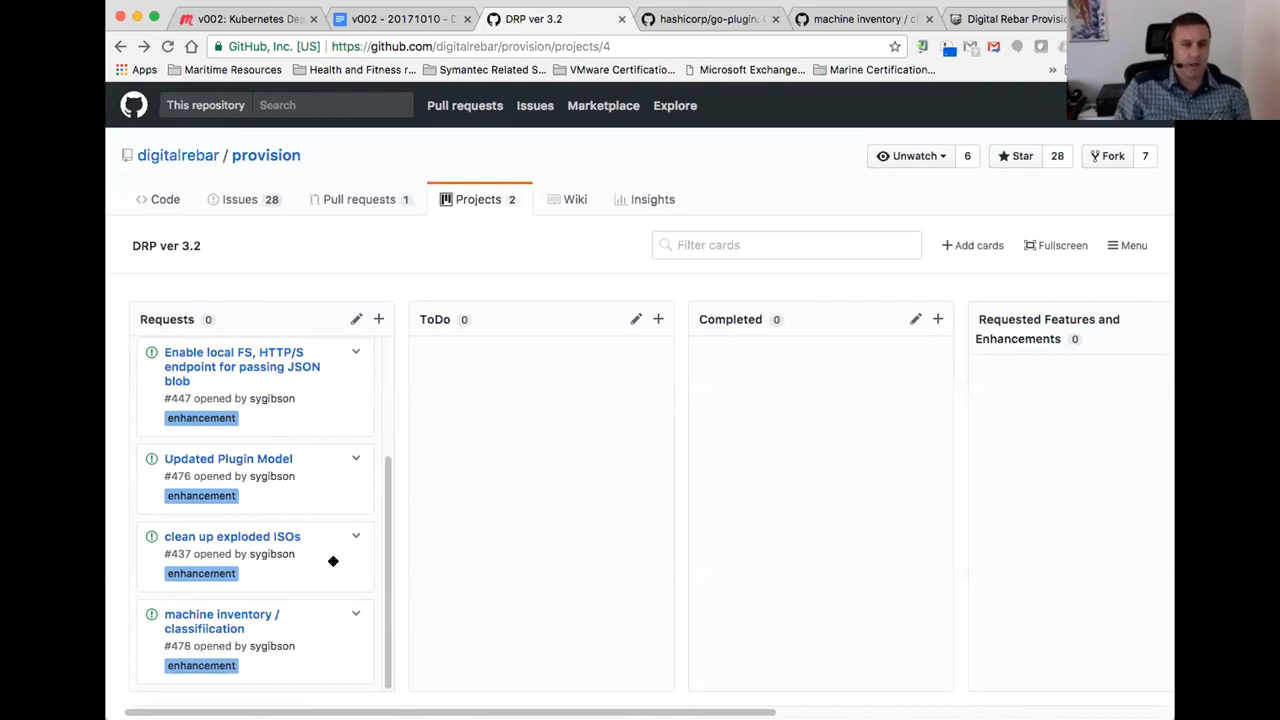 v002: Kubernetes De
v002 - 20171010 - D
DRP ver 3.2
hashicorp/go-plugin:
machine inventory / cl
Digital Rebar Provisio
GitHub, Inc. [US]
https://github.com/digitalrebar/provision/projects/4
Apps
Maritime Resources
Health and Fitness r...
Symantec Related S...
VMware Certificatio...
Microsoft Exchange...
Marine Certification...
»
This repository
Search
Pull requests
Issues
Marketplace
Explore
digitalrebar / provision
Unwatch 6
Star 28
Fork 7
Code
Issues 28
Pull requests 1
Projects 2
Wiki
Insights
DRP ver 3.2
Filter cards
Add cards
Fullscreen
Menu
Requests 0
Enable local FS, HTTP/S
endpoint for passing JSON
blob
#447 opened by sygibson
enhancement
Updated Plugin Model
#476 opened by sygibson
enhancement
clean up exploded ISOs
#437 opened by sygibson
enhancement
machine inventory /
classifiication
#478 opened by sygibson
enhancement
ToDo 0
Completed 0
Requested Features and
Enhancements 0